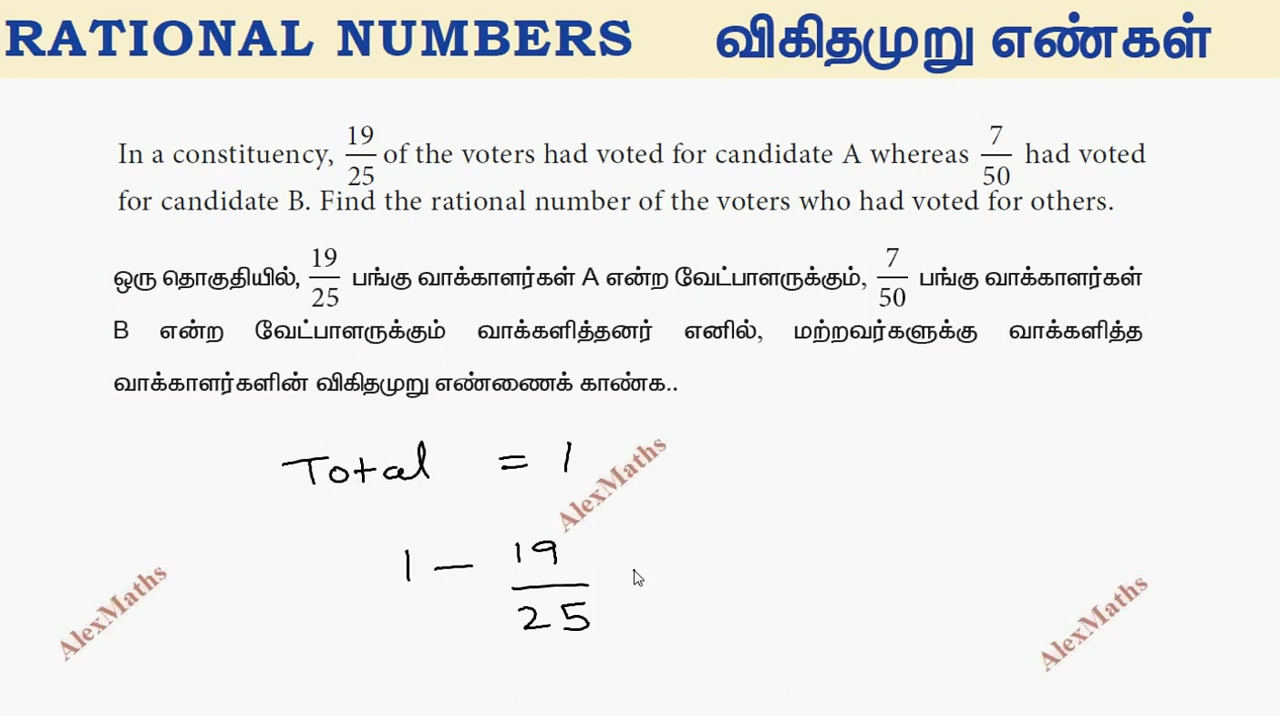 RATIONAL NUMBERS விகிதமுறு எண்கள்
In a constituency, 19/25 of the voters had voted for candidate A whereas 7/50 had voted
for candidate B. Find the rational number of the voters who had voted for others.
ஒரு தொகுதியில், 19/25 பங்கு வாக்காளர்கள் A என்ற வேட்பாளருக்கும், 7/50 பங்கு வாக்காளர்கள்
B என்ற வேட்பாளருக்கும் வாக்களித்தனர் எனில், மற்றவர்களுக்கு வாக்களித்த
வாக்காளர்களின் விகிதமுறு எண்ணைக் காண்க..
Total = 1
AlexMaths
1 - 19/25
AlexMaths
AlexMaths